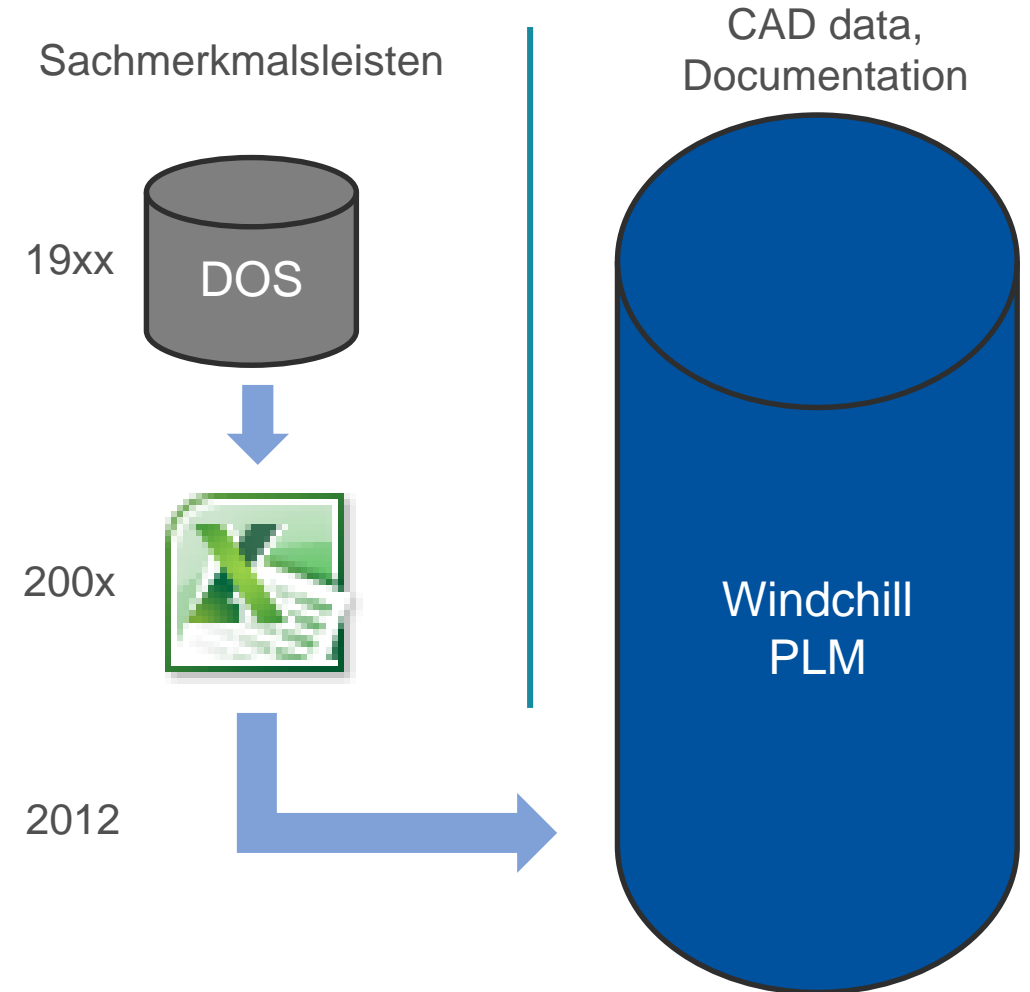 Sachmerkmalsleisten
CAD data,
Documentation
19xx
DOS
200x
Windchill
PLM
2012